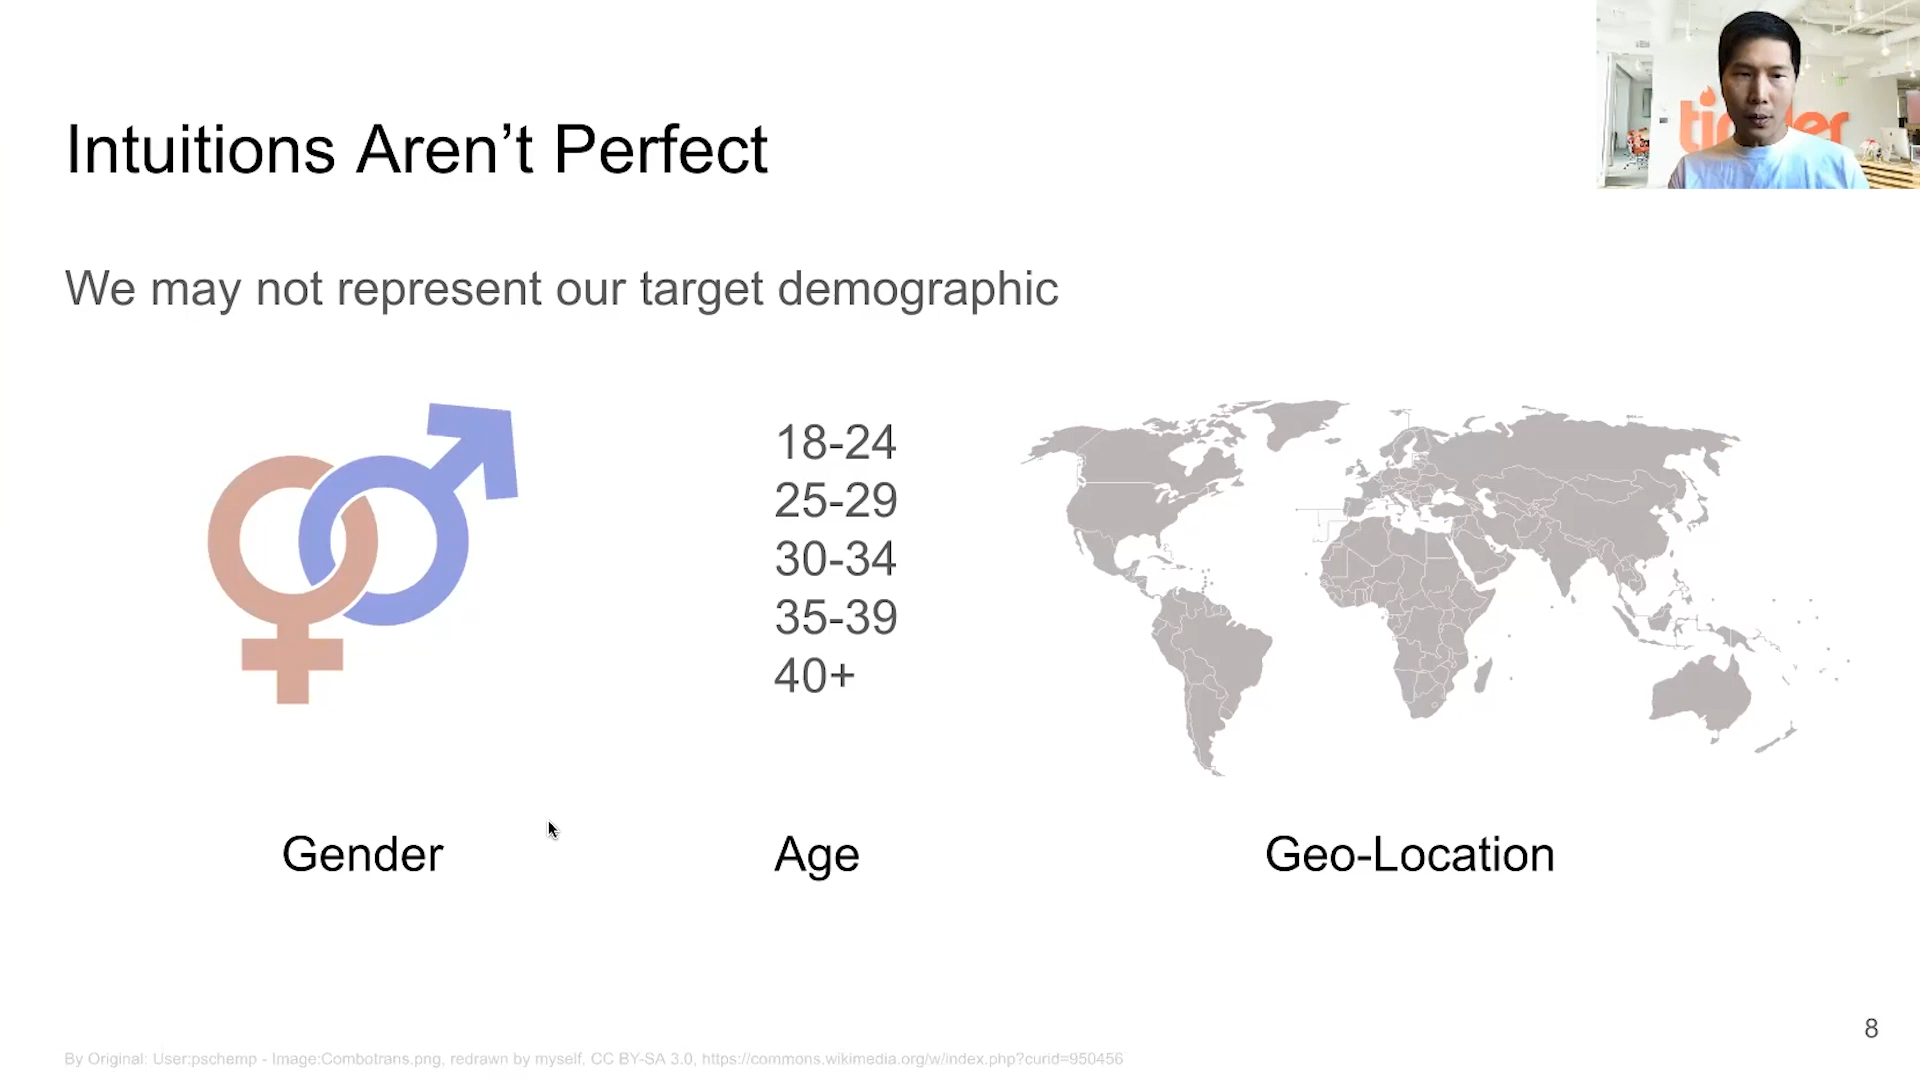 Intuitions Aren’t Perfect
We may not represent our target demographic
18-24
25-29
30-34
35-39
40+
Gender
Age
Geo-Location
8
By Original: User:pschemp - Image:Combotrans.png, redrawn by myself, CC BY-SA 3.0, https://commons.wikimedia.org/w/index.php?curid=950456